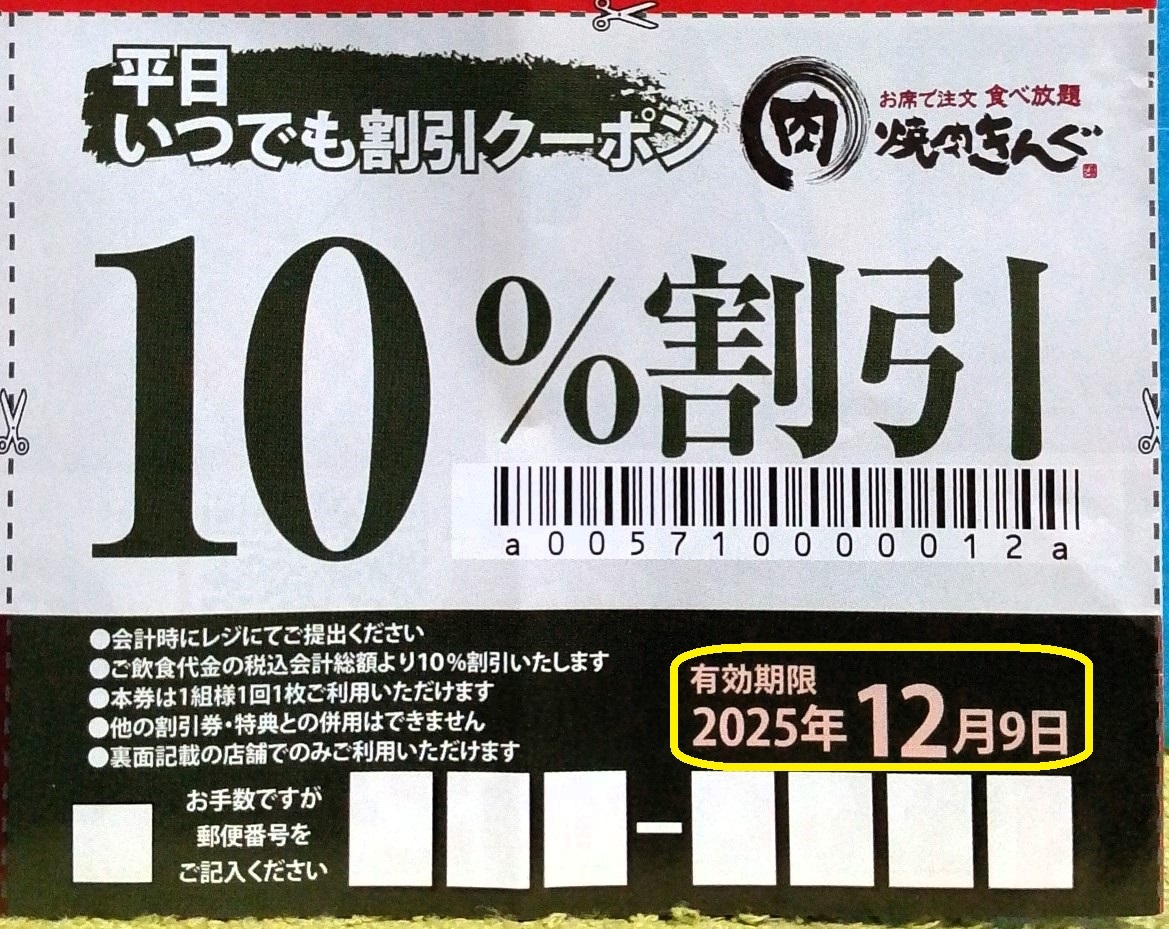 平日
いつでも割引クーポン
肉
お席で注文 食べ放題
焼肉きんぐ
10%割引
a0057100000012a
●会計時にレジにてご提出ください
●ご飲食代金の税込会計総額より10%割引いたします
●本券は1組様1回1枚ご利用いただけます
●他の割引券・特典との併用はできません
●裏面記載の店舗でのみご利用いただけます
有効期限
2025年12月9日
お手数ですが
郵便番号を
ご記入ください